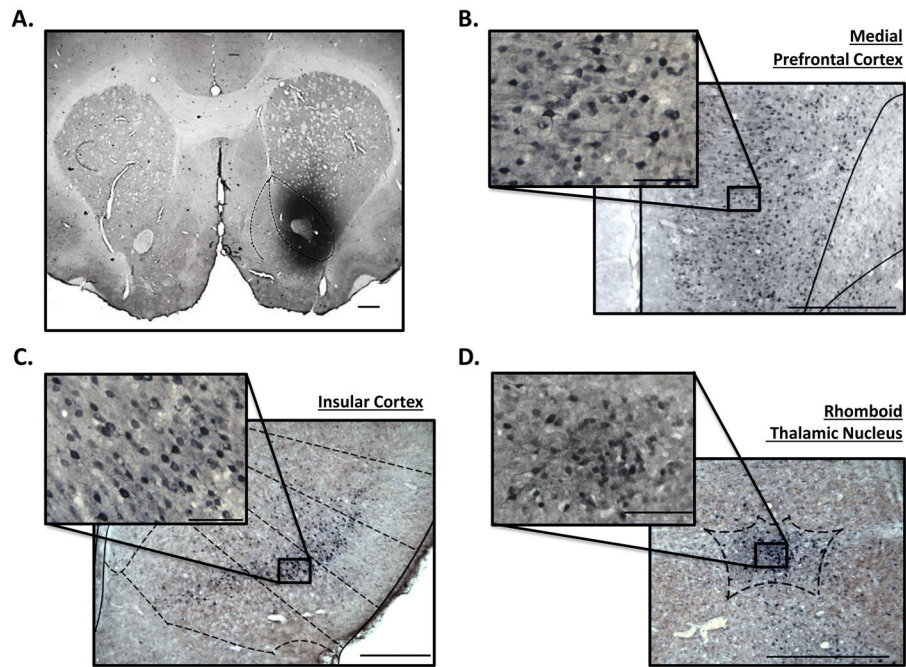 A.
B.
Medial
Prefrontal Cortex
C.
Insular Cortex
D.
Rhomboid
Thalamic Nucleus